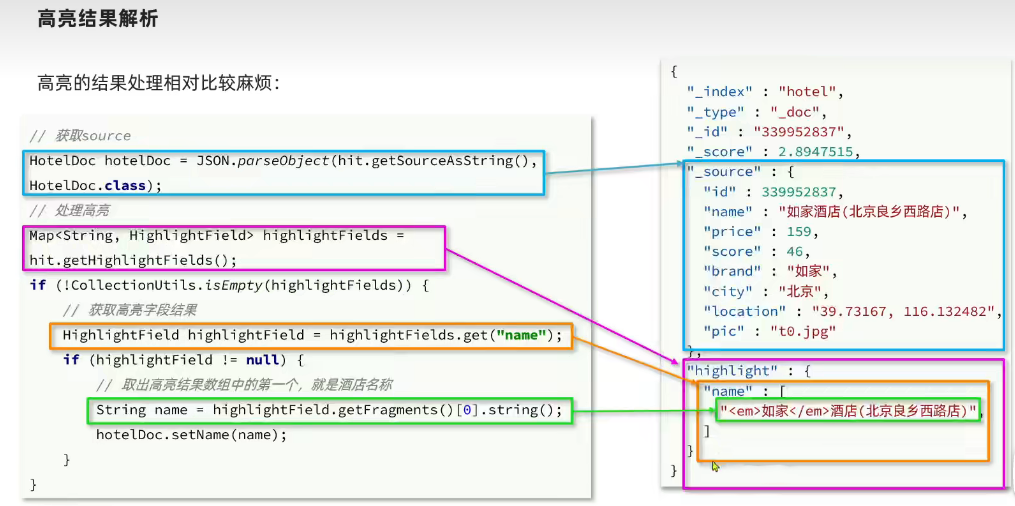 高亮结果解析
高亮的结果处理相对比较麻烦：
// 获取source
HotelDoc hotelDoc = JSON.parseObject(hit.getSourceAsString(),
HotelDoc.class);
// 处理高亮
Map<String, HighlightField> highlightFields =
hit.getHighlightFields();
if (!CollectionUtils.isEmpty(highlightFields)) {
// 获取高亮字段结果
HighlightField highlightField = highlightFields.get("name");
if (highlightField != null) {
// 取出高亮结果数组中的第一个，就是酒店名称
String name = highlightField.getFragments()[0].string();
hotelDoc.setName(name);
}
}
{
"_index" : "hotel",
"_type" : "_doc",
"_id" : "339952837",
"_score" : 2.8947515,
"_source" : {
"id" : 339952837,
"name" : "如家酒店(北京良乡西路店)",
"price" : 159,
"score" : 46,
"brand" : "如家",
"city" : "北京",
"location" : "39.73167, 116.132482",
"pic" : "t0.jpg"
},
"highlight" : {
"name" : [
"<em>如家</em>酒店(北京良乡西路店)",
]
}
}